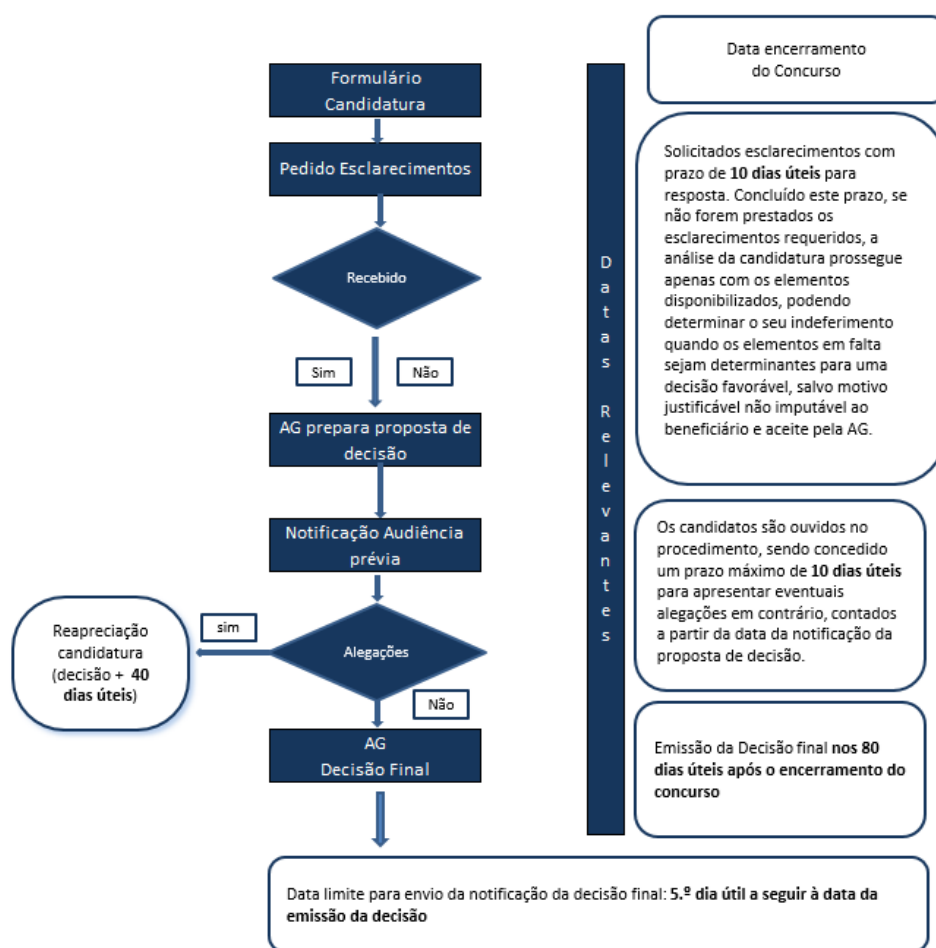 Data encerramento
do Concurso
Formulário
Candidatura
Pedido Esclarecimentos
Recebido
Sim
Não
AG prepara proposta de
decisão
Notificação Audiência
prévia
Alegações
sim
Não
Reapreciação
candidatura
(decisão + 40
dias úteis)
AG
Decisão Final
Datas Relevantes
Solicitados esclarecimentos com
prazo de 10 dias úteis para
resposta. Concluído este prazo, se
não forem prestados os
esclarecimentos requeridos, a
análise da candidatura prossegue
apenas com os elementos
disponibilizados, podendo
determinar o seu indeferimento
quando os elementos em falta
sejam determinantes para uma
decisão favorável, salvo motivo
justificável não imputável ao
beneficiário e aceite pela AG.
Os candidatos são ouvidos no
procedimento, sendo concedido
um prazo máximo de 10 dias úteis
para apresentar eventuais
alegações em contrário, contados
a partir da data da notificação da
proposta de decisão.
Emissão da Decisão final nos 80
dias úteis após o encerramento do
concurso
Data limite para envio da notificação da decisão final: 5.º dia útil a seguir à data da
emissão da decisão